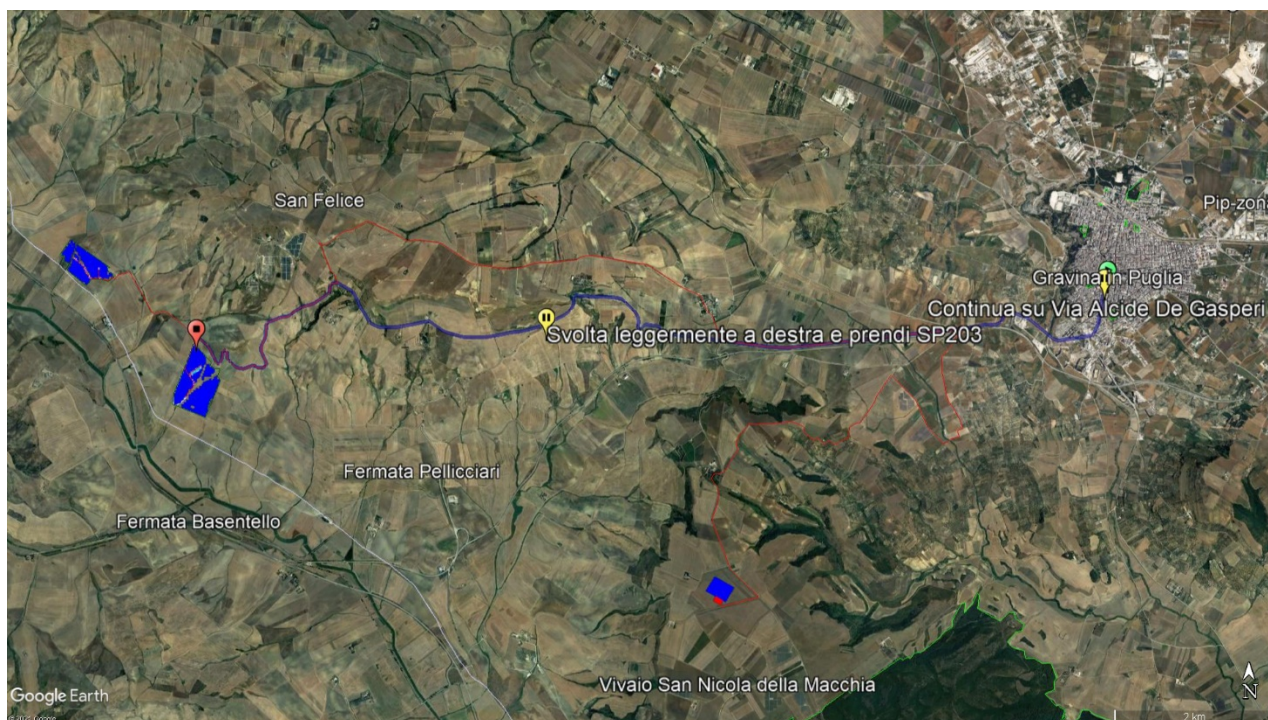 San Felice
Pip-zon
Gravina in Puglia
Continua su Via Alcide De Gasperi
Svolta leggermente a destra e prendi SP203
Fermata Pellicciari
Fermata Basentello
Vivaio San Nicola della Macchia
Google Earth
N
2 km